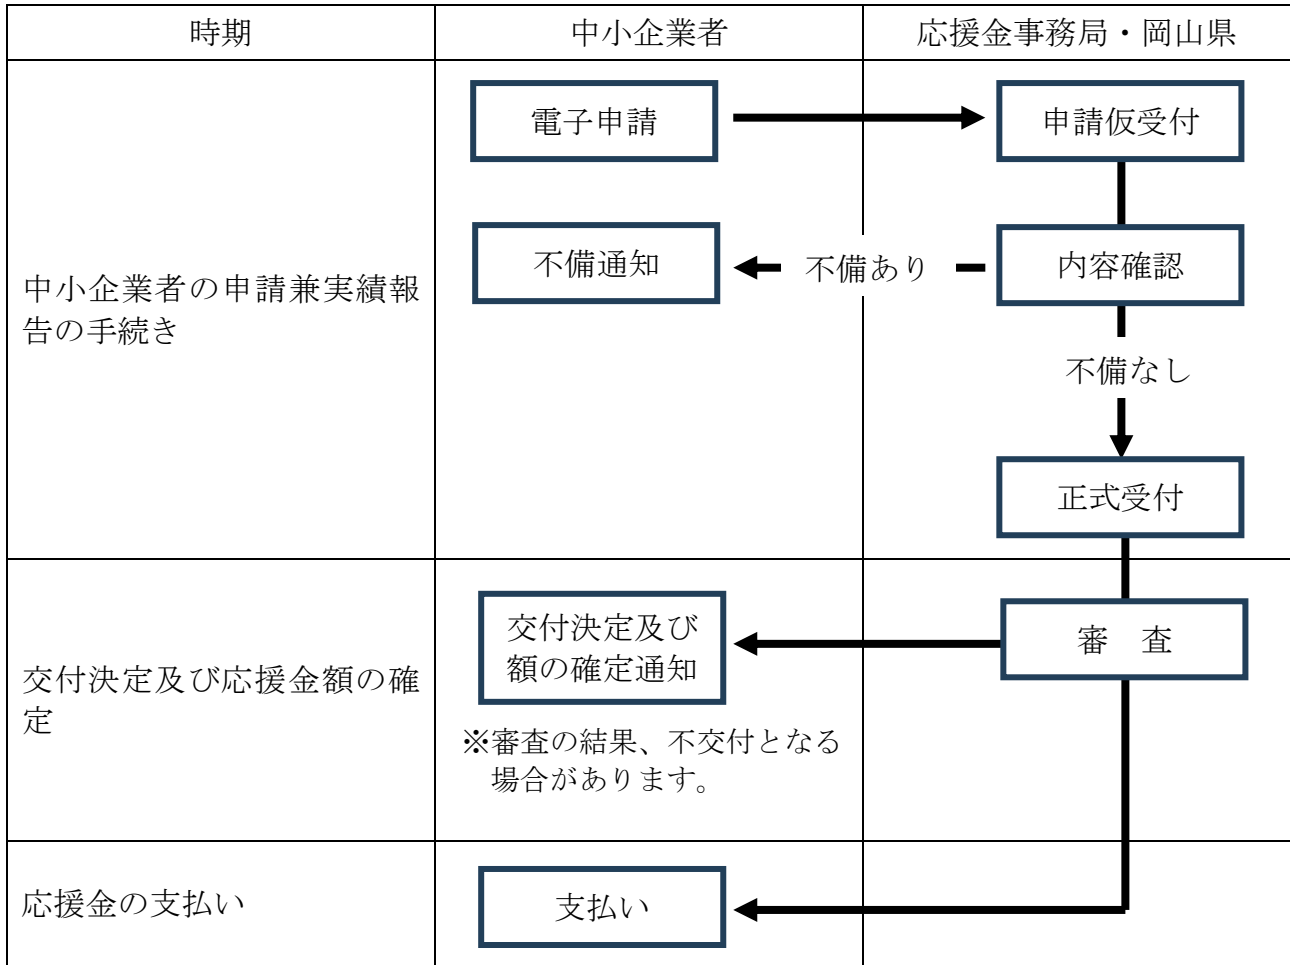 時期
中小企業者
応援金事務局・岡山県
中小企業者の申請兼実績報
告の手続き
電子申請
申請仮受付
不備通知
不備あり
内容確認
不備なし
正式受付
交付決定及び応援金額の確
定
交付決定及び
額の確定通知
審　査
※審査の結果、不交付となる
場合があります。
応援金の支払い
支払い